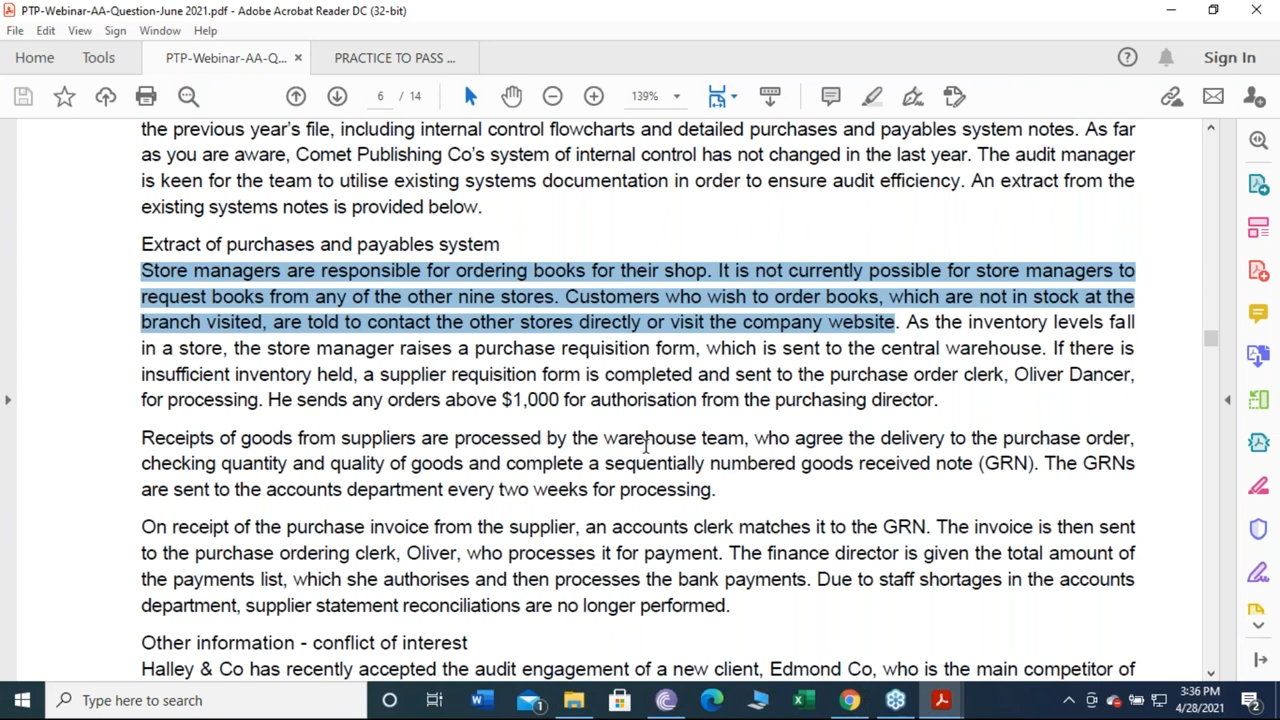 PTP-Webinar-AA-Question-June 2021.pdf - Adobe Acrobat Reader DC (32-bit)
File Edit View Sign Window Help
Home Tools PTP-Webinar-AA-Q... × PRACTICE TO PASS ... Sign In
6 / 14 139%
the previous year's file, including internal control flowcharts and detailed purchases and payables system notes. As far
as you are aware, Comet Publishing Co's system of internal control has not changed in the last year. The audit manager
is keen for the team to utilise existing systems documentation in order to ensure audit efficiency. An extract from the
existing systems notes is provided below.
Extract of purchases and payables system
Store managers are responsible for ordering books for their shop. It is not currently possible for store managers to
request books from any of the other nine stores. Customers who wish to order books, which are not in stock at the
branch visited, are told to contact the other stores directly or visit the company website. As the inventory levels fall
in a store, the store manager raises a purchase requisition form, which is sent to the central warehouse. If there is
insufficient inventory held, a supplier requisition form is completed and sent to the purchase order clerk, Oliver Dancer,
for processing. He sends any orders above $1,000 for authorisation from the purchasing director.
Receipts of goods from suppliers are processed by the warehouse team, who agree the delivery to the purchase order,
checking quantity and quality of goods and complete a sequentially numbered goods received note (GRN). The GRNs
are sent to the accounts department every two weeks for processing.
On receipt of the purchase invoice from the supplier, an accounts clerk matches it to the GRN. The invoice is then sent
to the purchase ordering clerk, Oliver, who processes it for payment. The finance director is given the total amount of
the payments list, which she authorises and then processes the bank payments. Due to staff shortages in the accounts
department, supplier statement reconciliations are no longer performed.
Other information - conflict of interest
Halley & Co has recently accepted the audit engagement of a new client, Edmond Co, who is the main competitor of
Type here to search
3:36 PM
4/28/2021